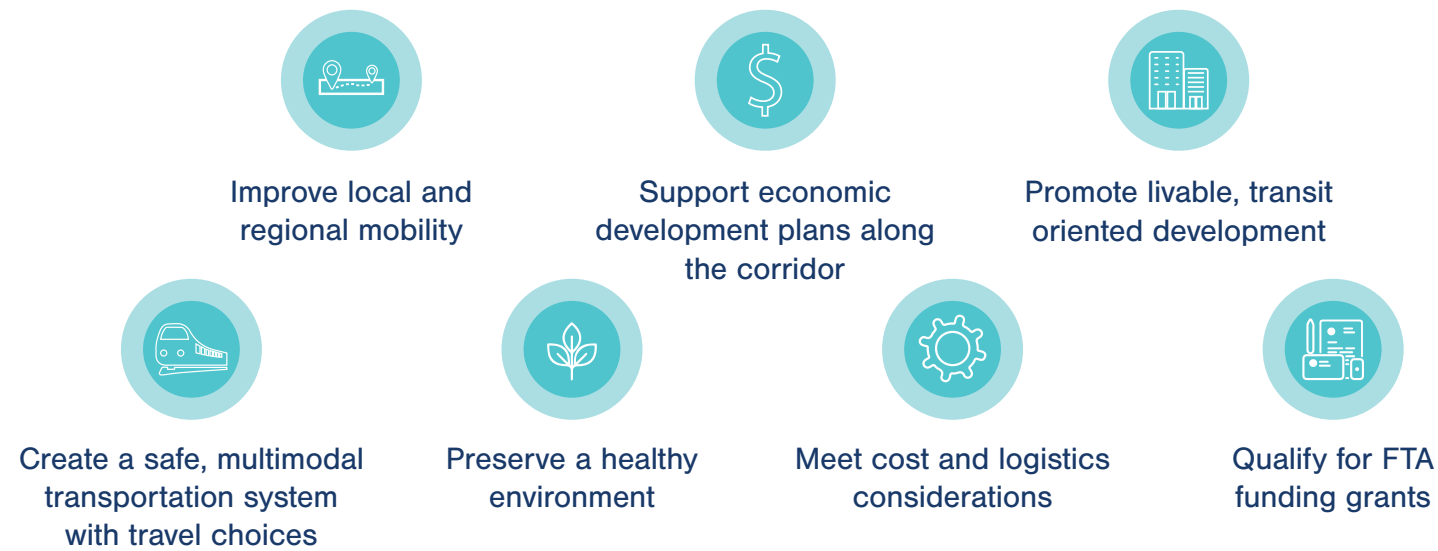 Improve local and
regional mobility
Support economic
development plans along
the corridor
Promote livable, transit
oriented development
Create a safe, multimodal
transportation system
with travel choices
Preserve a healthy
environment
Meet cost and logistics
considerations
Qualify for FTA
funding grants